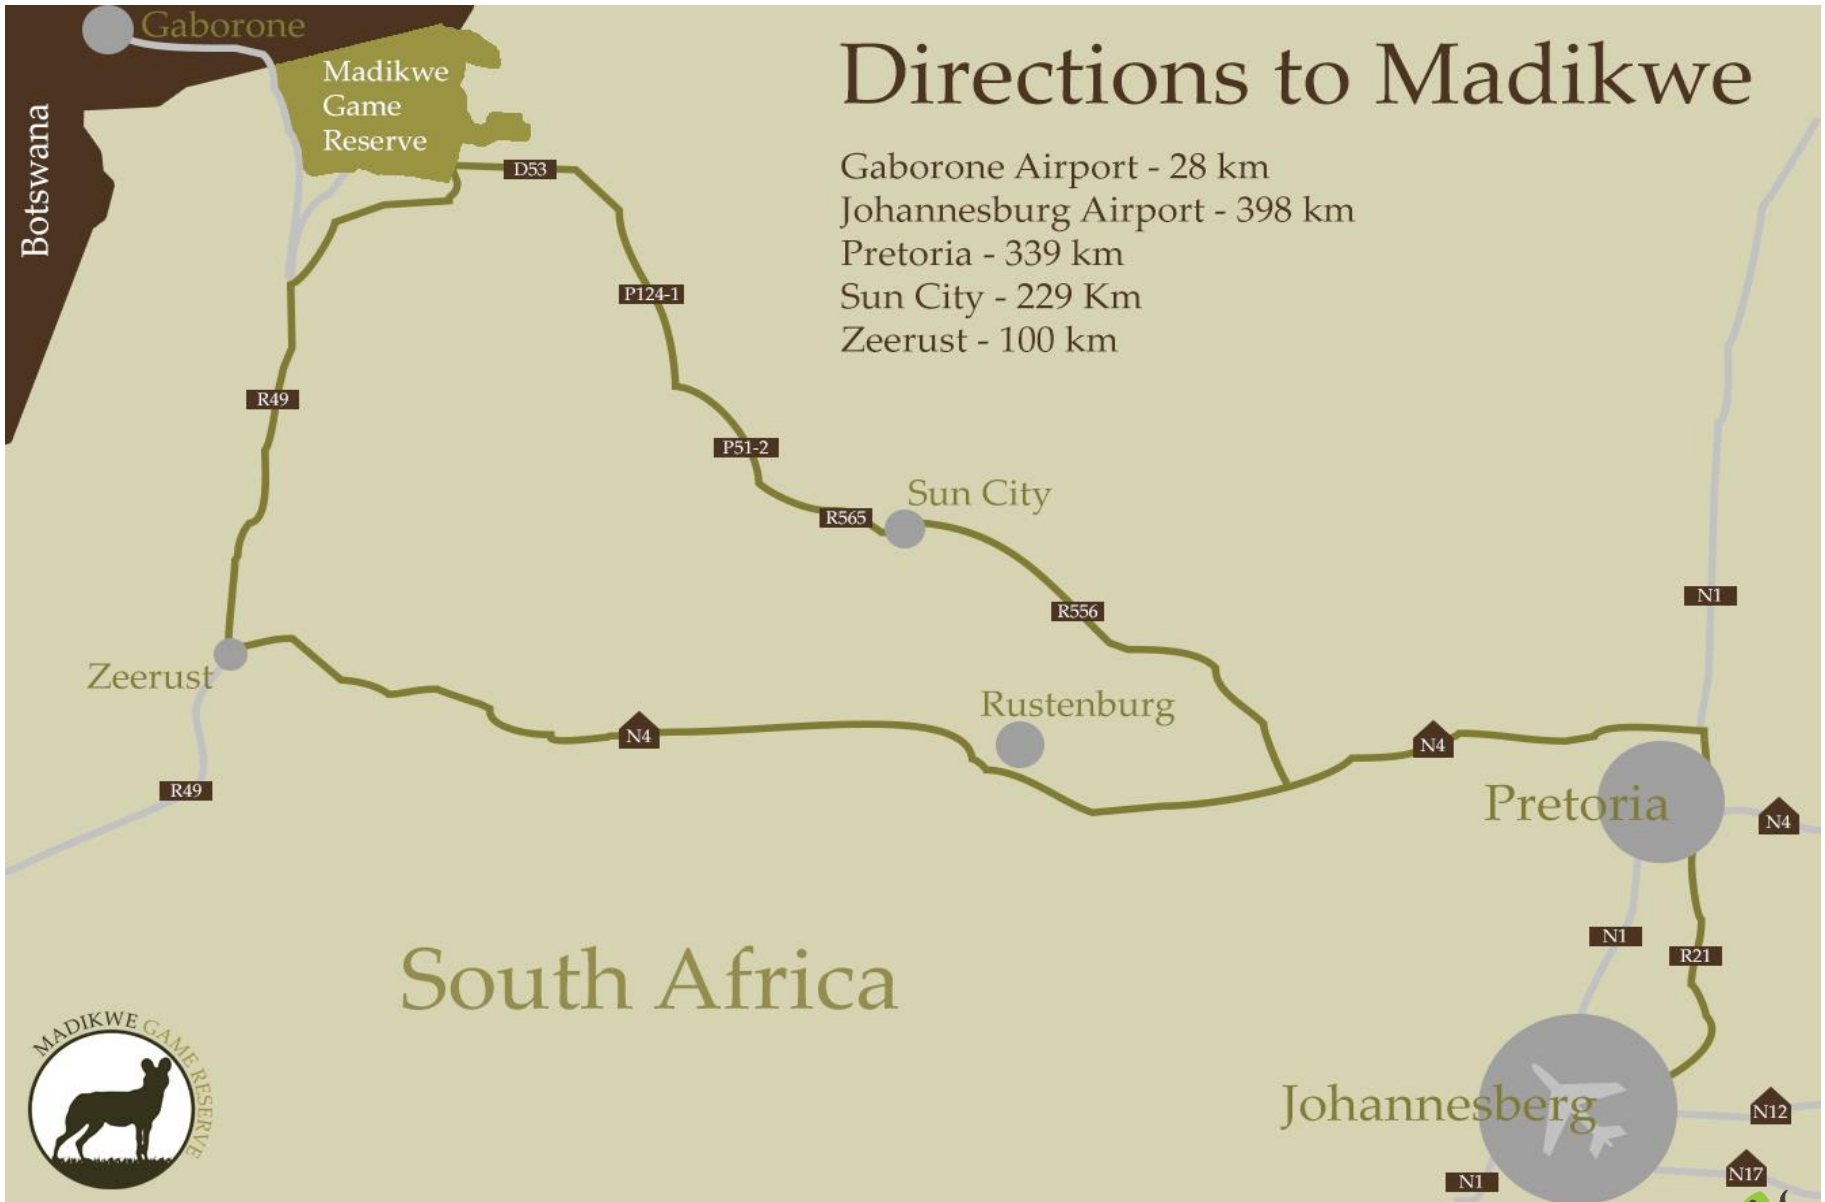 Gaborone
Directions to Madikwe
Madikwe
Game
Reserve
Botswana
D53
Gaborone Airport - 28 km
Johannesburg Airport - 398 km
Pretoria - 339 km
Sun City - 229 Km
Zeerust - 100 km
P124-1
R49
P51-2
Sun City
R565
N1
R556
Zeerust
Rustenburg
N4
N4
R49
Pretoria
N4
N1
R21
South Africa
MADIKWE GAME RESERVE
Johannesberg
N12
N17
N1